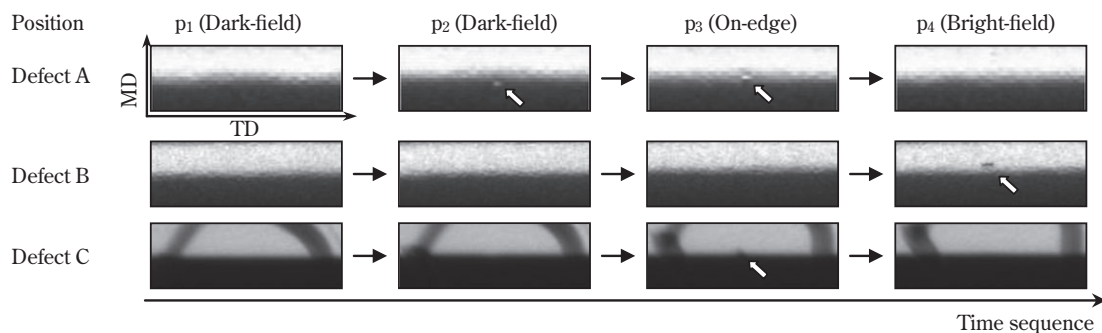 Position p₁ (Dark-field) p₂ (Dark-field) p₃ (On-edge) p₄ (Bright-field)
Defect A
MD
TD
Defect B
Defect C
Time sequence